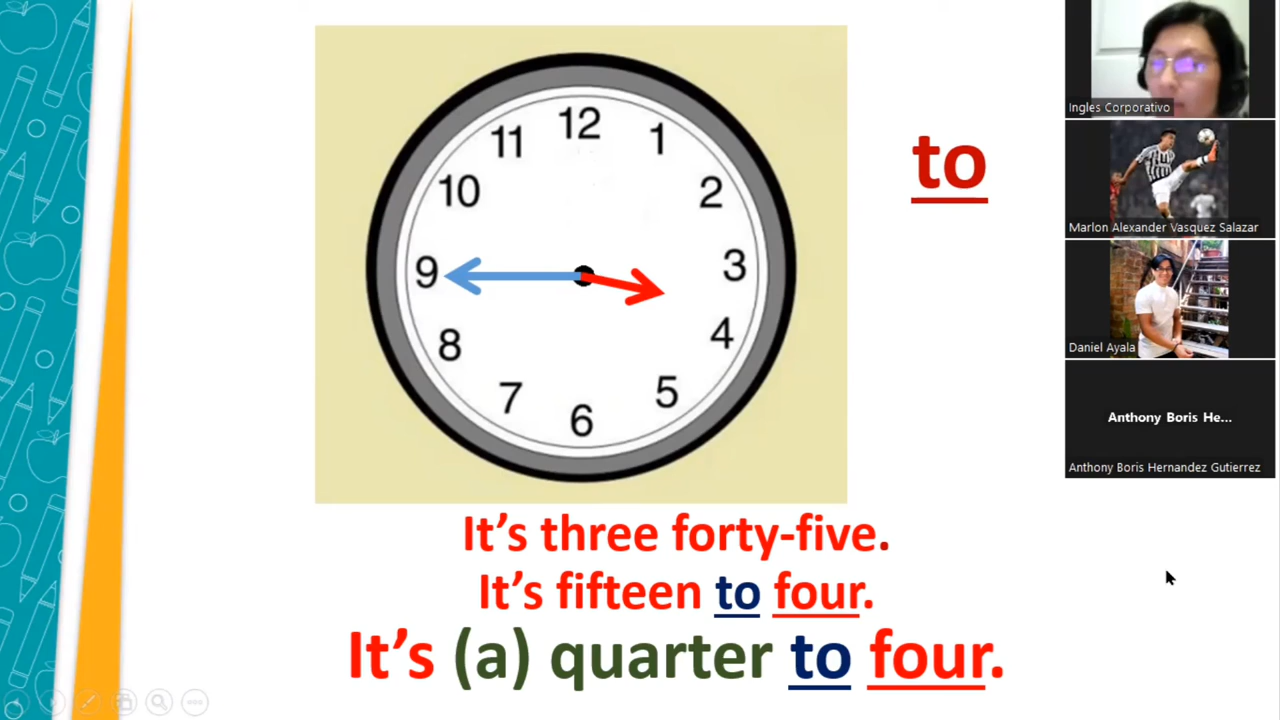 12
11
1
10
2
9
3
8
4
7
5
6
to
It's three forty-five.
It's fifteen to four.
It's (a) quarter to four.
Ingles Corporativo
Marlon Alexander Vasquez Salazar
Daniel Ayala
Anthony Boris He...
Anthony Boris Hernandez Gutierrez